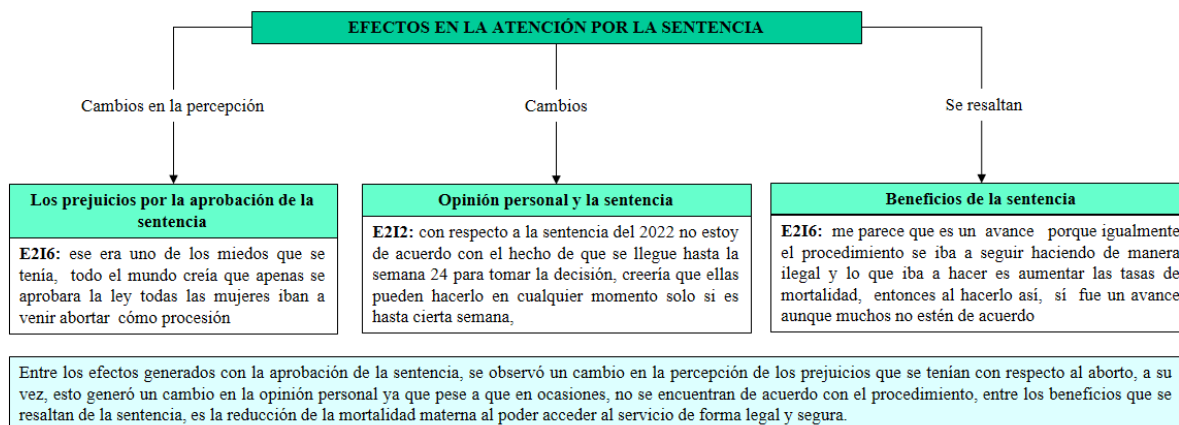 EFECTOS EN LA ATENCIÓN POR LA SENTENCIA
Cambios en la percepción
Cambios
Se resaltan
Los prejuicios por la aprobación de la
sentencia
E2I6: ese era uno de los miedos que se
tenía, todo el mundo creía que apenas se
aprobara la ley todas las mujeres iban a
venir abortar cómo procesión
Opinión personal y la sentencia
E2I2: con respecto a la sentencia del 2022 no estoy
de acuerdo con el hecho de que se llegue hasta la
semana 24 para tomar la decisión, creería que ellas
pueden hacerlo en cualquier momento solo si es
hasta cierta semana,
Beneficios de la sentencia
E2I6: me parece que es un avance porque igualmente
el procedimiento se iba a seguir haciendo de manera
ilegal y lo que iba a hacer es aumentar las tasas de
mortalidad, entonces al hacerlo así, sí fue un avance
aunque muchos no estén de acuerdo
Entre los efectos generados con la aprobación de la sentencia, se observó un cambio en la percepción de los prejuicios que se tenían con respecto al aborto, a su
vez, esto generó un cambio en la opinión personal ya que pese a que en ocasiones, no se encuentran de acuerdo con el procedimiento, entre los beneficios que se
resaltan de la sentencia, es la reducción de la mortalidad materna al poder acceder al servicio de forma legal y segura.